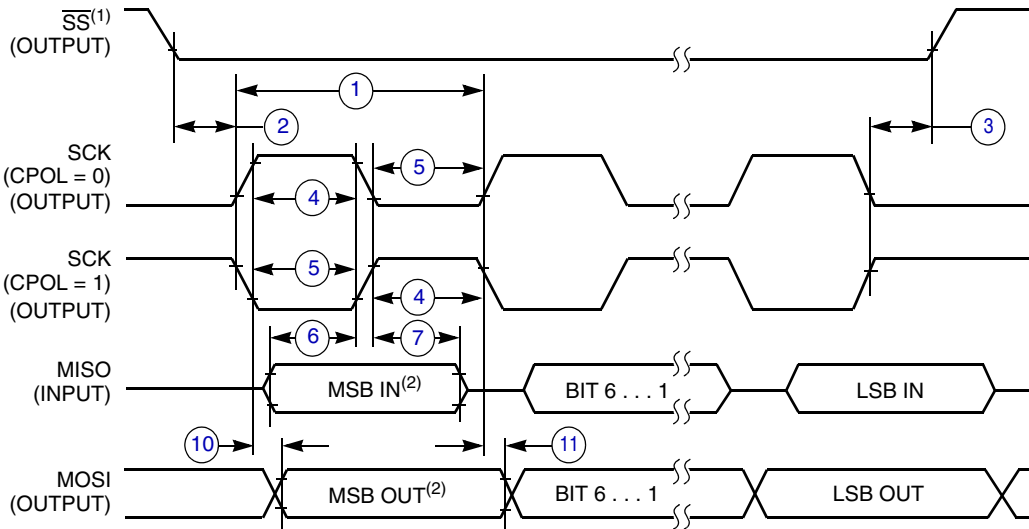 SS(1)
(OUTPUT)
1
2
3
SCK
(CPOL = 0)
(OUTPUT)
5
4
SCK
(CPOL = 1)
(OUTPUT)
5
4
6
7
MISO
(INPUT)
MSB IN(2)
BIT 6 . . . 1
LSB IN
10
11
MOSI
(OUTPUT)
MSB OUT(2)
BIT 6 . . . 1
LSB OUT